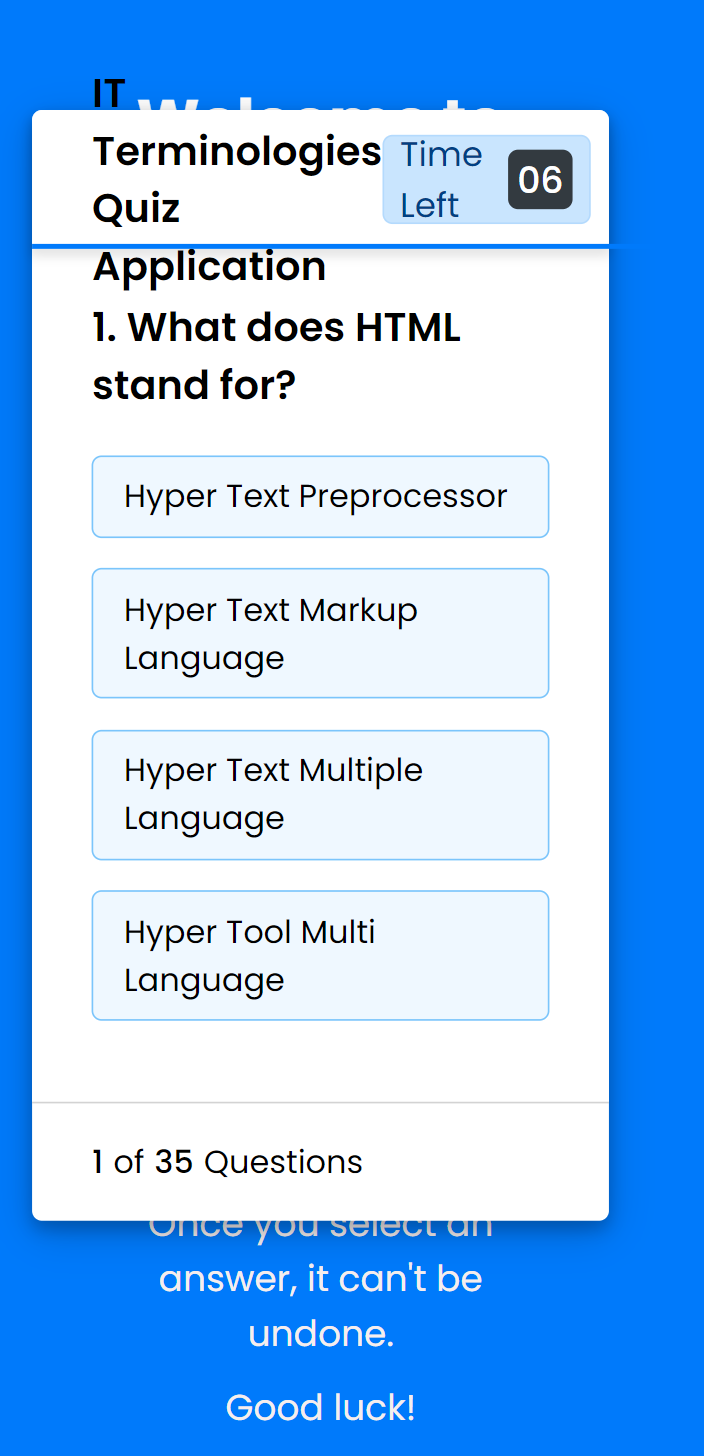 IT
Welcome to
Terminologies
Time
Left
06
Quiz
Application
1. What does HTML
stand for?
Hyper Text Preprocessor
Hyper Text Markup
Language
Hyper Text Multiple
Language
Hyper Tool Multi
Language
1 of 35 Questions
Once you select an
answer, it can't be
undone.
Good luck!